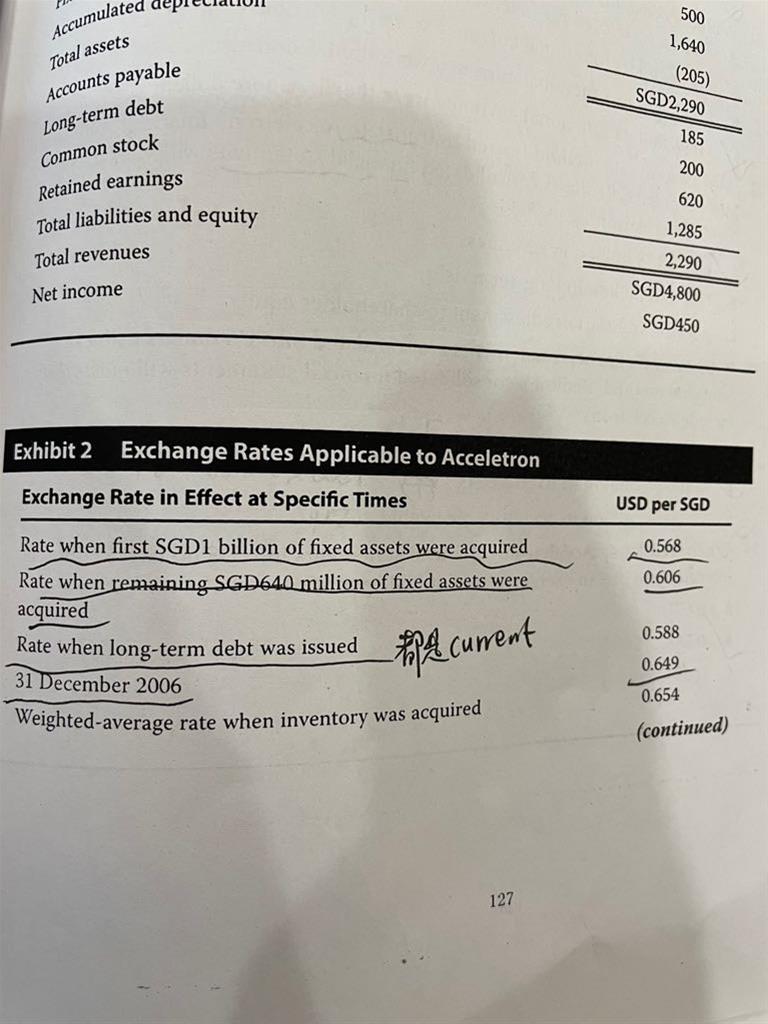 Accumulated depreciation 500
Total assets 1,640
Accounts payable (205)
Long-term debt SGD2,290
Common stock 185
Retained earnings 200
Total liabilities and equity 620
Total revenues 1,285
Net income 2,290
SGD4,800
SGD450
Exhibit 2 Exchange Rates Applicable to Acceletron
Exchange Rate in Effect at Specific Times USD per SGD
Rate when first SGD1 billion of fixed assets were acquired 0.568
Rate when remaining SGD640 million of fixed assets were 0.606
acquired
Rate when long-term debt was issued 都是 current 0.588
31 December 2006 0.649
Weighted-average rate when inventory was acquired 0.654
(continued)
127